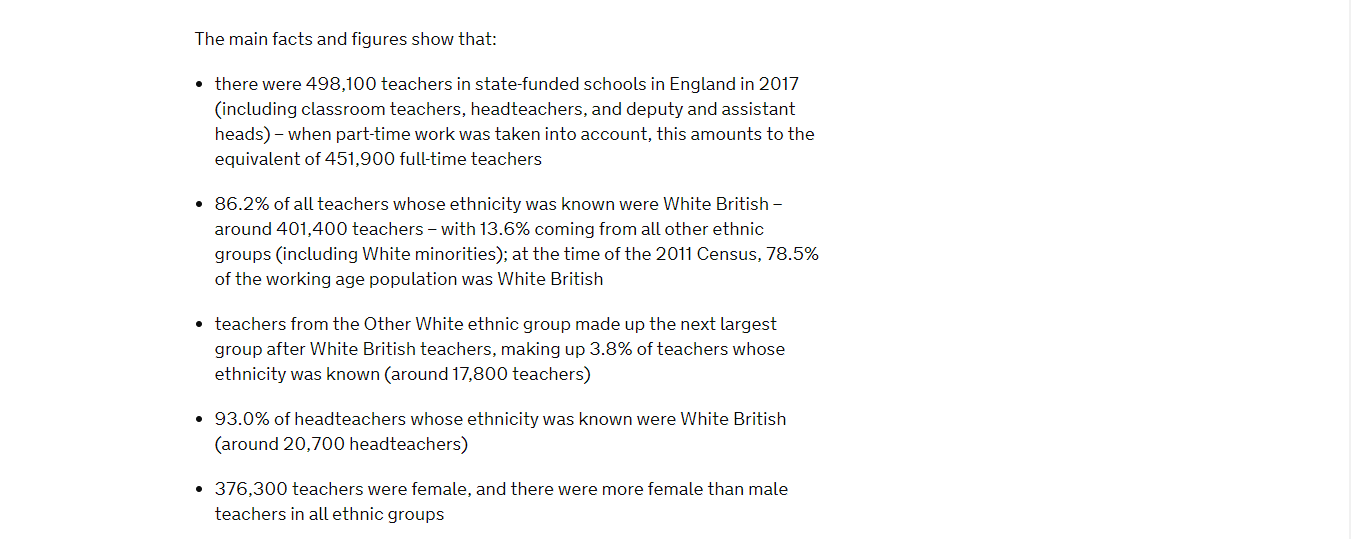 The main facts and figures show that:
• there were 498,100 teachers in state-funded schools in England in 2017
(including classroom teachers, headteachers, and deputy and assistant
heads) – when part-time work was taken into account, this amounts to the
equivalent of 451,900 full-time teachers
• 86.2% of all teachers whose ethnicity was known were White British –
around 401,400 teachers – with 13.6% coming from all other ethnic
groups (including White minorities); at the time of the 2011 Census, 78.5%
of the working age population was White British
• teachers from the Other White ethnic group made up the next largest
group after White British teachers, making up 3.8% of teachers whose
ethnicity was known (around 17,800 teachers)
• 93.0% of headteachers whose ethnicity was known were White British
(around 20,700 headteachers)
• 376,300 teachers were female, and there were more female than male
teachers in all ethnic groups